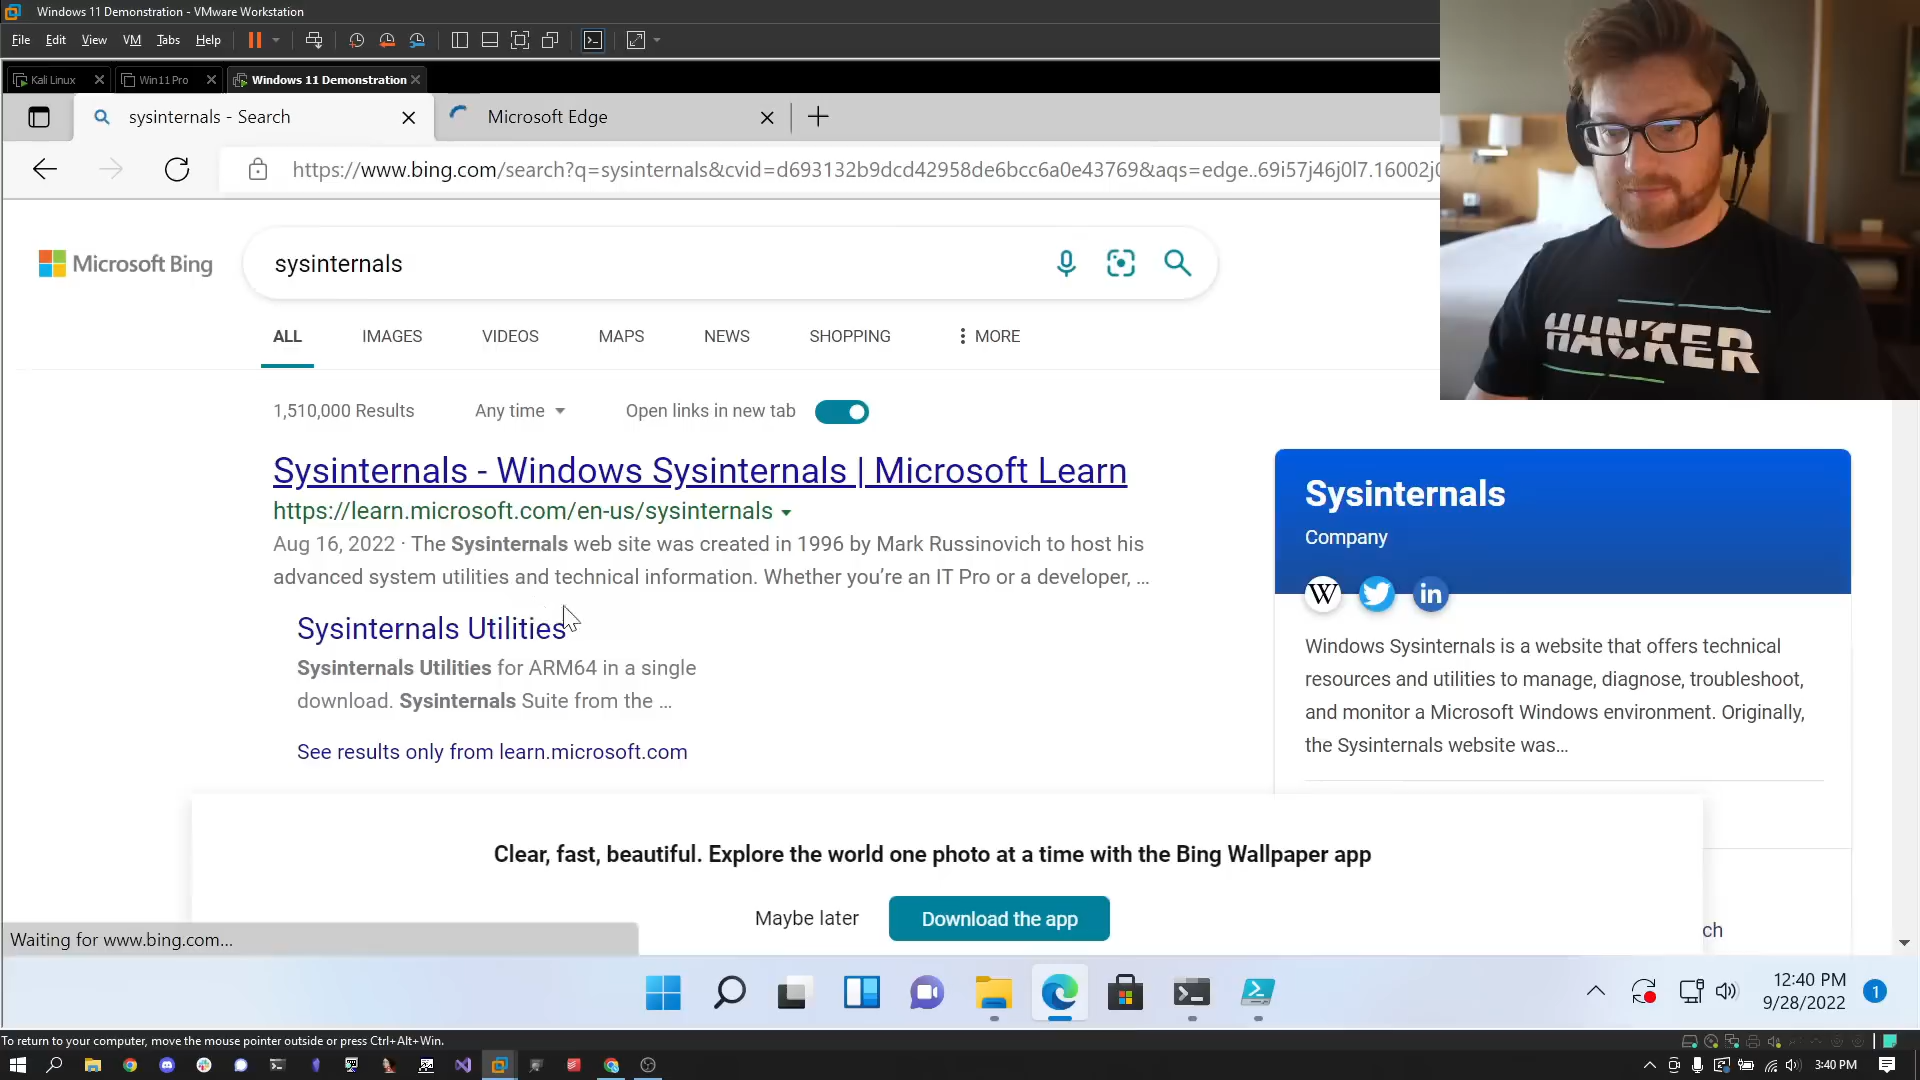 Windows 11 Demonstration - VMware Workstation
File Edit View VM Tabs Help
Kali Linux
Win11 Pro
Windows 11 Demonstration
sysinternals - Search
Microsoft Edge
https://www.bing.com/search?q=sysinternals&cvid=d693132b9dcd42958de6bcc6a0e43769&aqs=edge..69i57j46j0l7.16002j0
Microsoft Bing
sysinternals
ALL IMAGES VIDEOS MAPS NEWS SHOPPING MORE
HACKER
1,510,000 Results Any time Open links in new tab
Sysinternals - Windows Sysinternals | Microsoft Learn
https://learn.microsoft.com/en-us/sysinternals
Aug 16, 2022 · The Sysinternals web site was created in 1996 by Mark Russinovich to host his
advanced system utilities and technical information. Whether you're an IT Pro or a developer, ...
Sysinternals Utilities
Sysinternals Utilities for ARM64 in a single
download. Sysinternals Suite from the ...
See results only from learn.microsoft.com
Sysinternals
Company
W
in
Windows Sysinternals is a website that offers technical
resources and utilities to manage, diagnose, troubleshoot,
and monitor a Microsoft Windows environment. Originally,
the Sysinternals website was...
Clear, fast, beautiful. Explore the world one photo at a time with the Bing Wallpaper app
Maybe later
Download the app
ch
Waiting for www.bing.com...
12:40 PM
9/28/2022
1
To return to your computer, move the mouse pointer outside or press Ctrl+Alt+Win.
3:40 PM